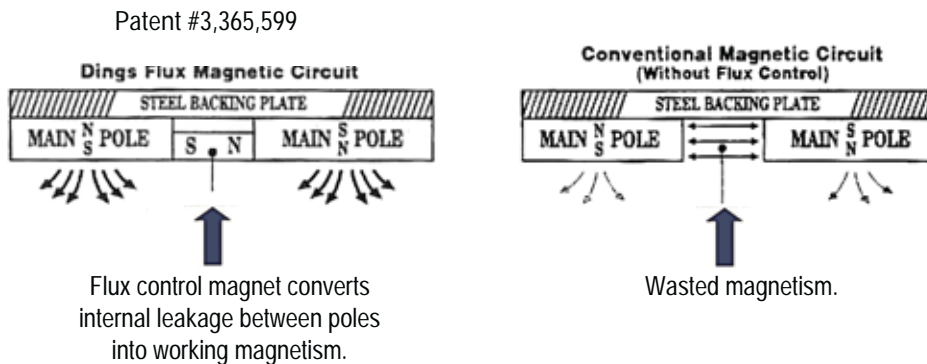 Patent #3,365,599
Dings Flux Magnetic Circuit
STEEL BACKING PLATE
MAIN N S POLE
S N
MAIN S N POLE
Flux control magnet converts
internal leakage between poles
into working magnetism.
Conventional Magnetic Circuit
(Without Flux Control)
STEEL BACKING PLATE
MAIN N S POLE
MAIN S N POLE
Wasted magnetism.